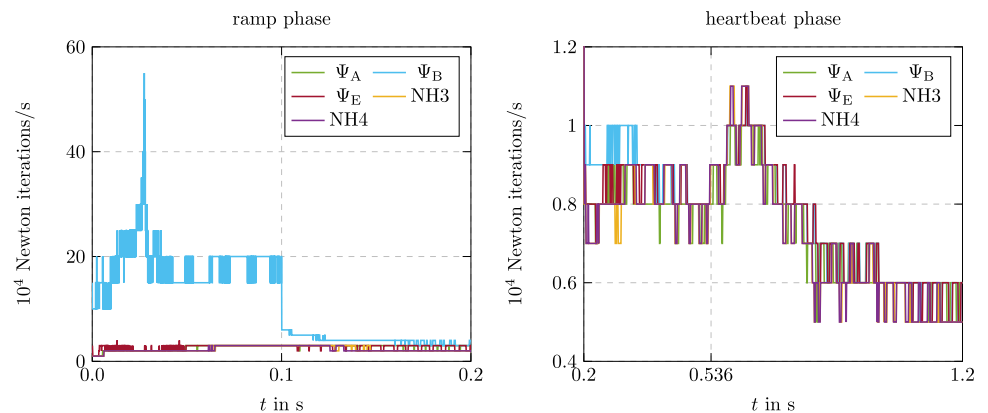 ramp phase
60
40
20
0
0.0
0.1
0.2
10⁴ Newton iterations/s
t in s
Ψ_A
Ψ_B
Ψ_E
NH3
NH4
heartbeat phase
1.2
1
0.8
0.6
0.4
0.2
0.536
1.2
10⁴ Newton iterations/s
t in s
Ψ_A
Ψ_B
Ψ_E
NH3
NH4